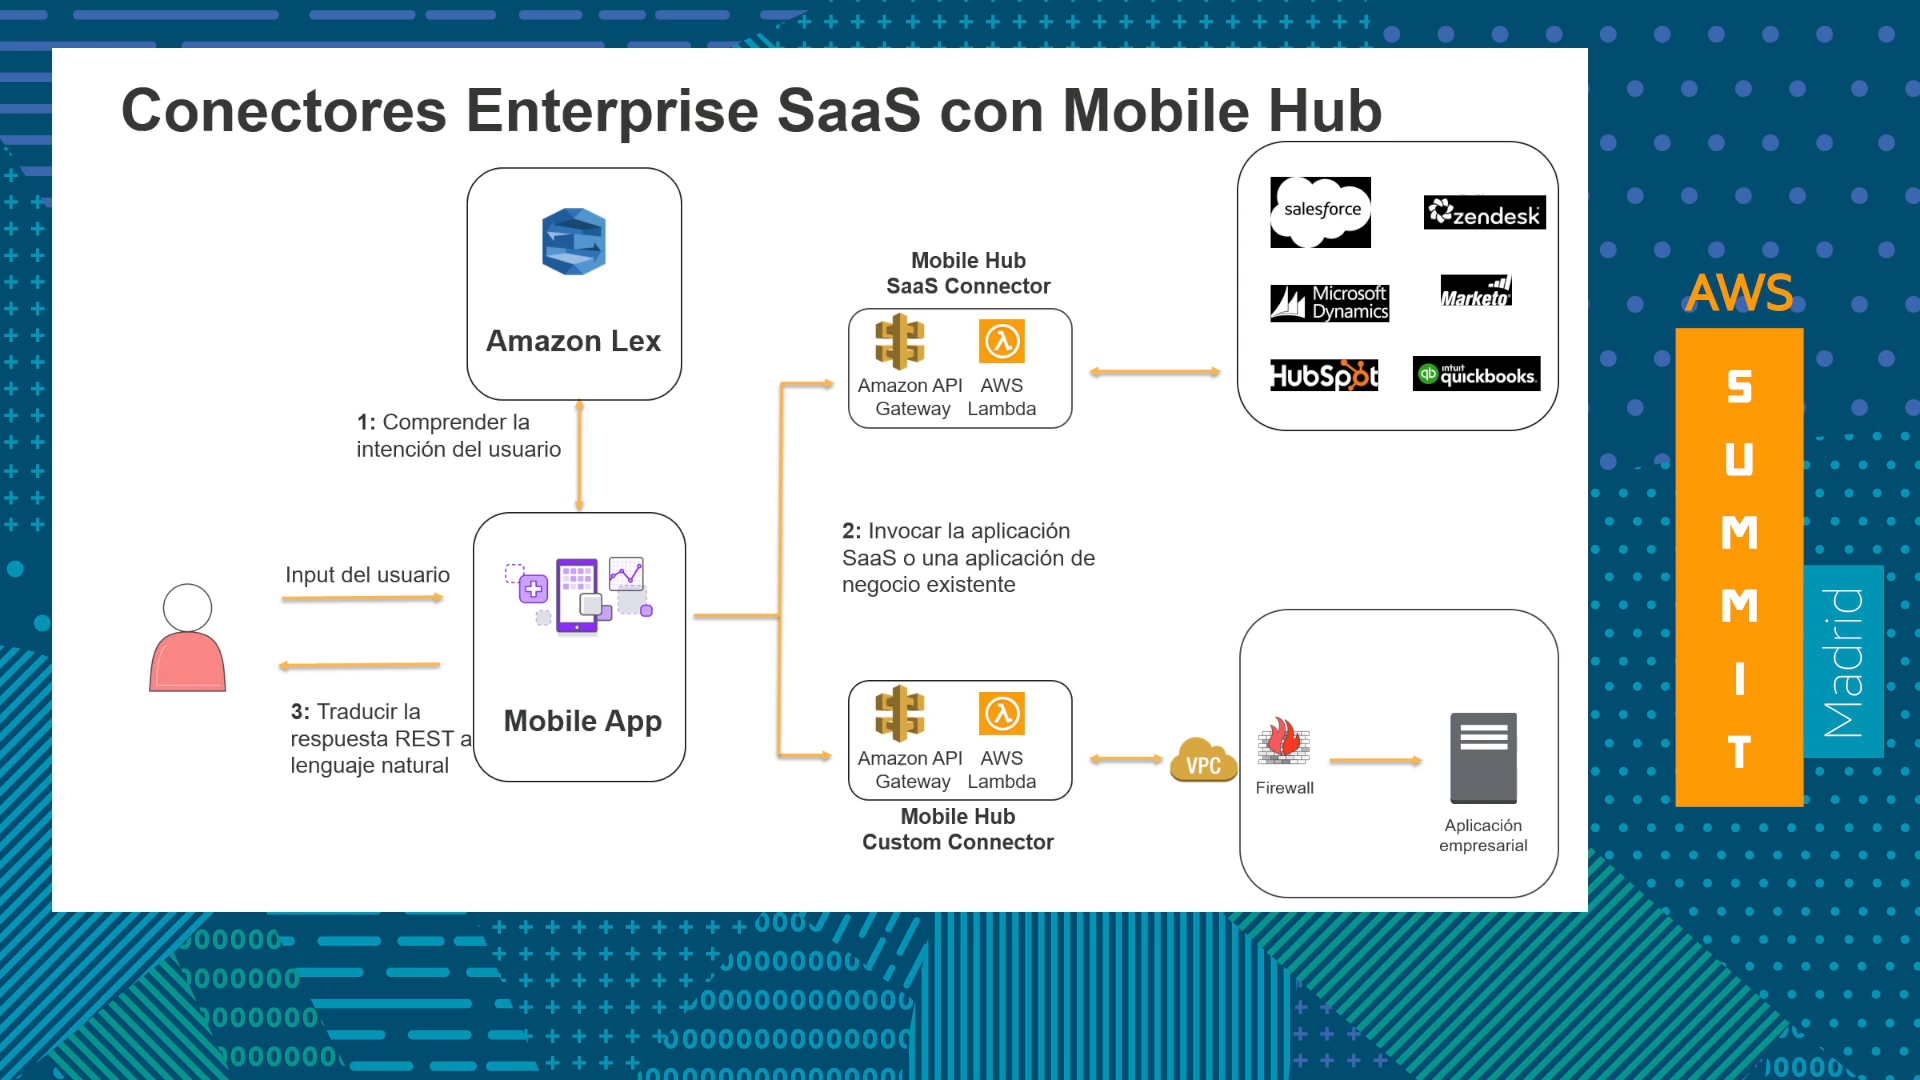 Conectores Enterprise SaaS con Mobile Hub
Amazon Lex
1: Comprender la
intención del usuario
Input del usuario
3: Traducir la
respuesta REST a
lenguaje natural
Mobile App
Mobile Hub
SaaS Connector
Amazon API
Gateway
AWS
Lambda
2: Invocar la aplicación
SaaS o una aplicación de
negocio existente
Amazon API
Gateway
AWS
Lambda
Mobile Hub
Custom Connector
salesforce
zendesk
Microsoft
Dynamics
Marketo
HubSpot
qb
intuit
quickbooks.
VPC
Firewall
Aplicación
empresarial
AWS
SUMMIT
Madrid